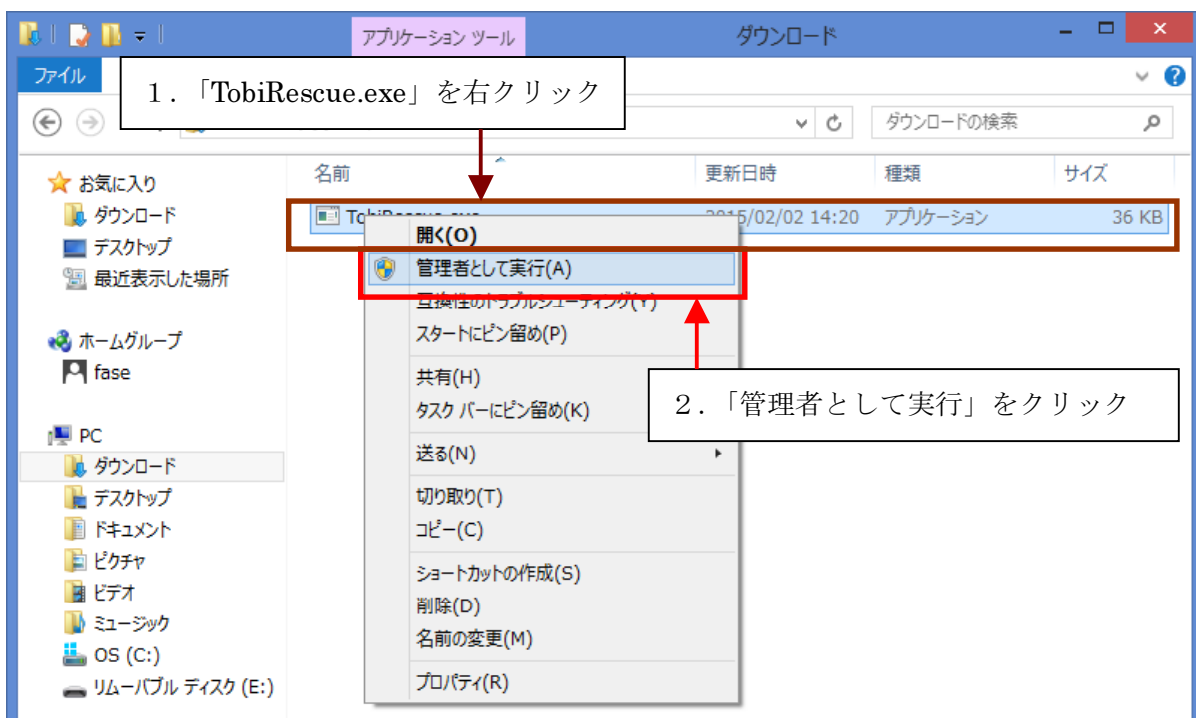 アプリケーション ツール
ダウンロード
ファイル
1．「TobiRescue.exe」を右クリック
ダウンロードの検索
名前
更新日時
種類
サイズ
お気に入り
ダウンロード
デスクトップ
最近表示した場所
ホームグループ
fase
PC
ダウンロード
デスクトップ
ドキュメント
ピクチャ
ビデオ
ミュージック
OS (C:)
リムーバブル ディスク (E:)
TobiRescue.exe
2015/02/02 14:20
アプリケーション
36 KB
開く(O)
管理者として実行(A)
互換性のトラブルシューティング(Y)
スタートにピン留め(P)
共有(H)
タスク バーにピン留め(K)
送る(N)
切り取り(T)
コピー(C)
ショートカットの作成(S)
削除(D)
名前の変更(M)
プロパティ(R)
2．「管理者として実行」をクリック